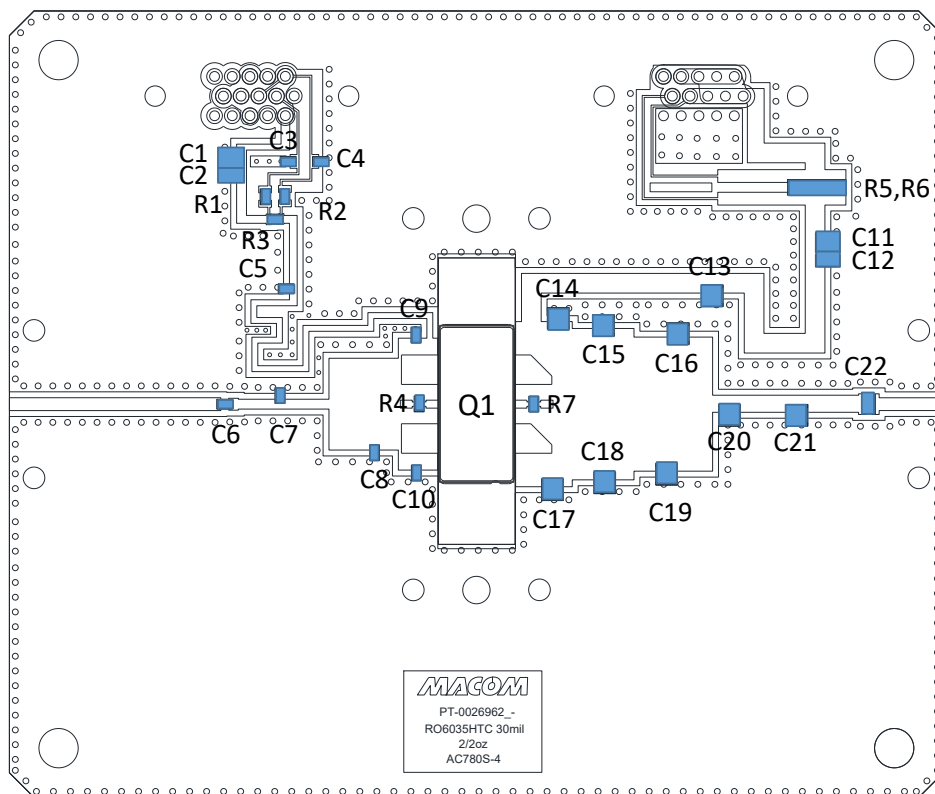 C3
C1
C4
C2
R5,R6
R1
R2
R3
C11
C12
C5
C13
C14
C9
C15
C16
C22
R4
Q1
R7
C6
C7
C20
C21
C8
C18
C10
C17
C19
MACOM
PT-0026962_-
RO6035HTC 30mil
2/2oz
AC780S-4